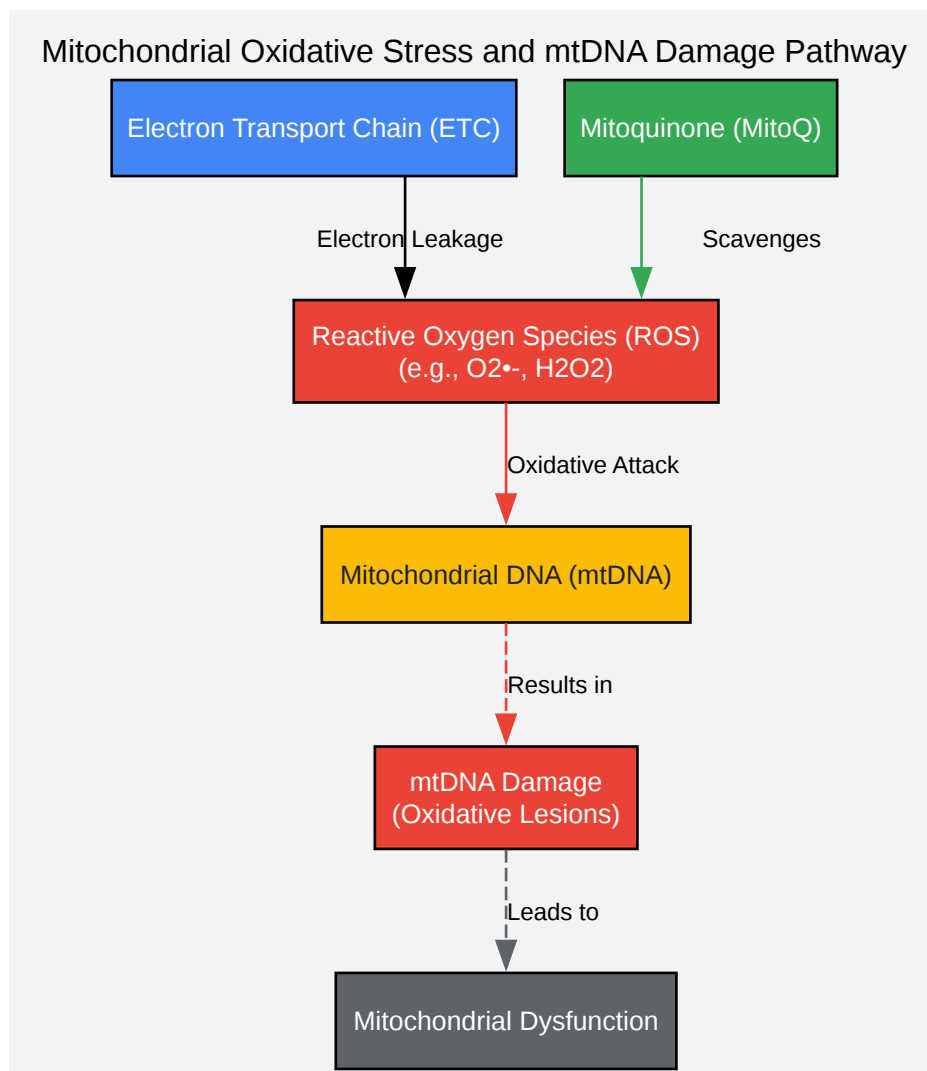 Mitochondrial Oxidative Stress and mtDNA Damage Pathway
Electron Transport Chain (ETC)
Mitoquinone (MitoQ)
Electron Leakage
Scavenges
Reactive Oxygen Species (ROS)
(e.g., O2•-, H2O2)
Oxidative Attack
Mitochondrial DNA (mtDNA)
Results in
mtDNA Damage
(Oxidative Lesions)
Leads to
Mitochondrial Dysfunction